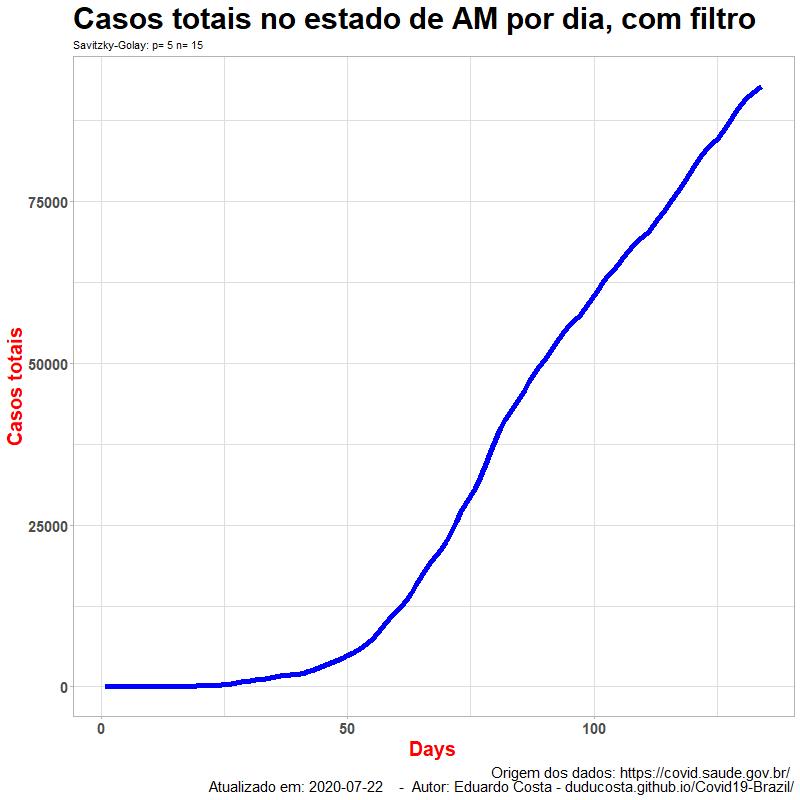 Casos totais no estado de AM por dia, com filtro
Savitzky-Golay: p= 5 n= 15
75000
50000
25000
0
Casos totais
0 50 100
Days
Origem dos dados: https://covid.saude.gov.br/
Atualizado em: 2020-07-22 - Autor: Eduardo Costa - duducosta.github.io/Covid19-Brazil/